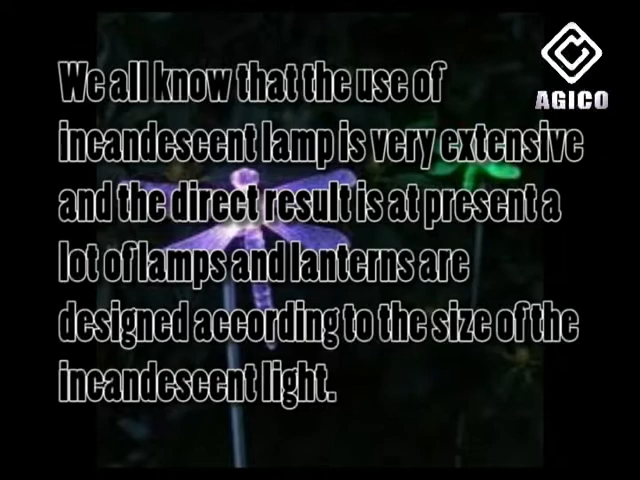 AGICO
We all know that the use of
incandescent lamp is very extensive
and the direct result is at present a
lot of lamps and lanterns are
designed according to the size of the
incandescent light.